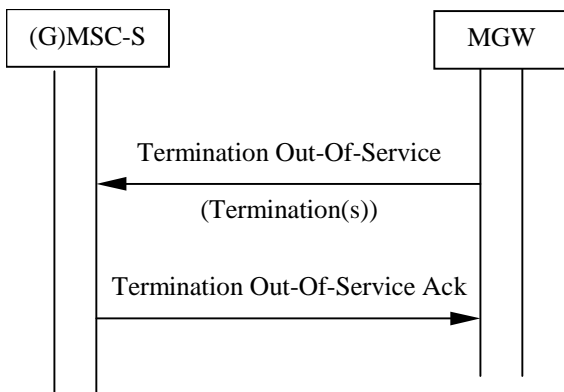 (G)MSC-S
MGW
Termination Out-Of-Service
(Termination(s))
Termination Out-Of-Service Ack